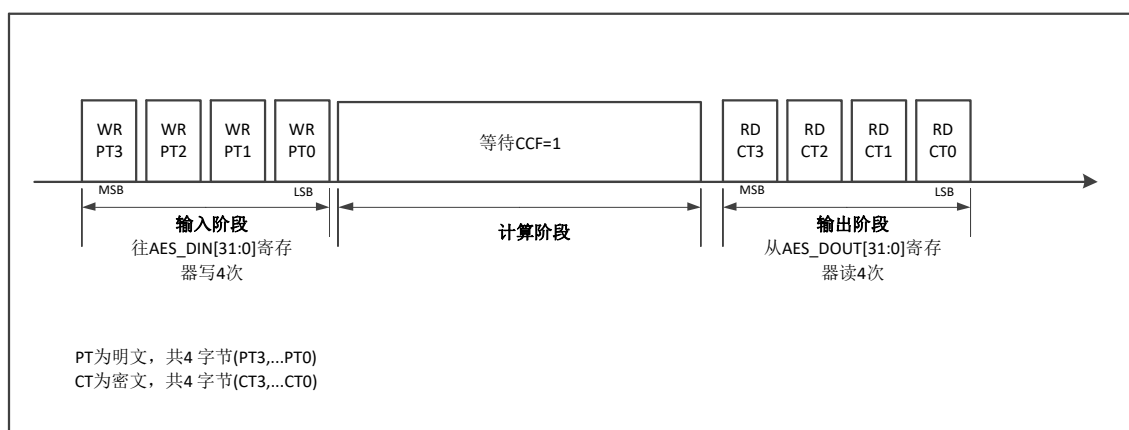 WR
PT3
WR
PT2
WR
PT1
WR
PT0
等待CCF=1
RD
CT3
RD
CT2
RD
CT1
RD
CT0
MSB
LSB
MSB
LSB
输入阶段
往AES_DIN[31:0]寄存
器写4次
计算阶段
输出阶段
从AES_DOUT[31:0]寄存
器读4次
PT为明文，共4 字节(PT3,...PT0)
CT为密文，共4 字节(CT3,...CT0)